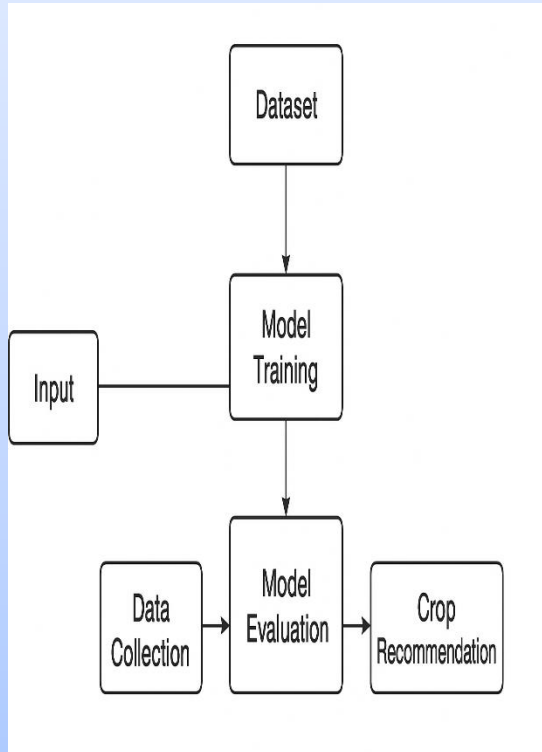 Dataset
Model
Training
Input
Data
Collection
Model
Evaluation
Crop
Recommendation